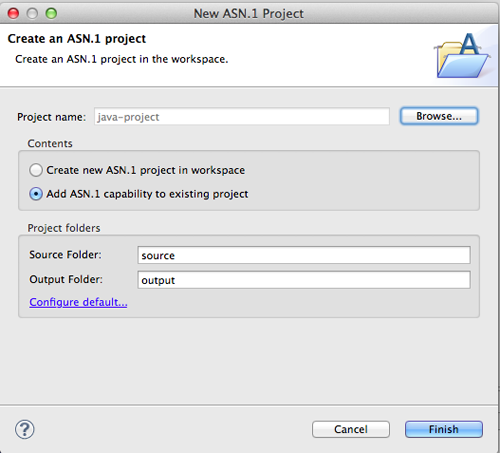 New ASN.1 Project
Create an ASN.1 project
Create an ASN.1 project in the workspace.
A
Project name: java-project Browse...
Contents
Create new ASN.1 project in workspace
Add ASN.1 capability to existing project
Project folders
Source Folder: source
Output Folder: output
Configure default...
? Cancel Finish